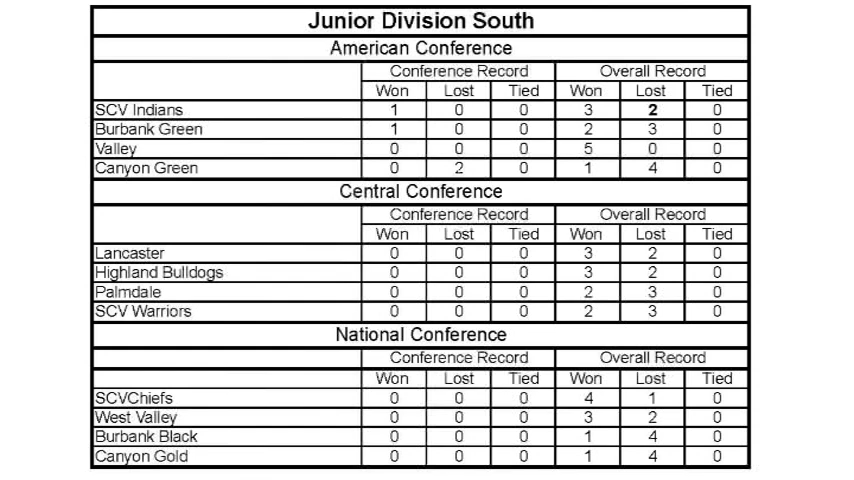 Junior Division South
American Conference
Conference Record Overall Record
Won Lost Tied Won Lost Tied
SCV Indians 1 0 0 3 2 0
Burbank Green 1 0 0 2 3 0
Valley 0 0 0 5 0 0
Canyon Green 0 2 0 1 4 0
Central Conference
Conference Record Overall Record
Won Lost Tied Won Lost Tied
Lancaster 0 0 0 3 2 0
Highland Bulldogs 0 0 0 3 2 0
Palmdale 0 0 0 2 3 0
SCV Warriors 0 0 0 2 3 0
National Conference
Conference Record Overall Record
Won Lost Tied Won Lost Tied
SCVChiefs 0 0 0 4 1 0
West Valley 0 0 0 3 2 0
Burbank Black 0 0 0 1 4 0
Canyon Gold 0 0 0 1 4 0